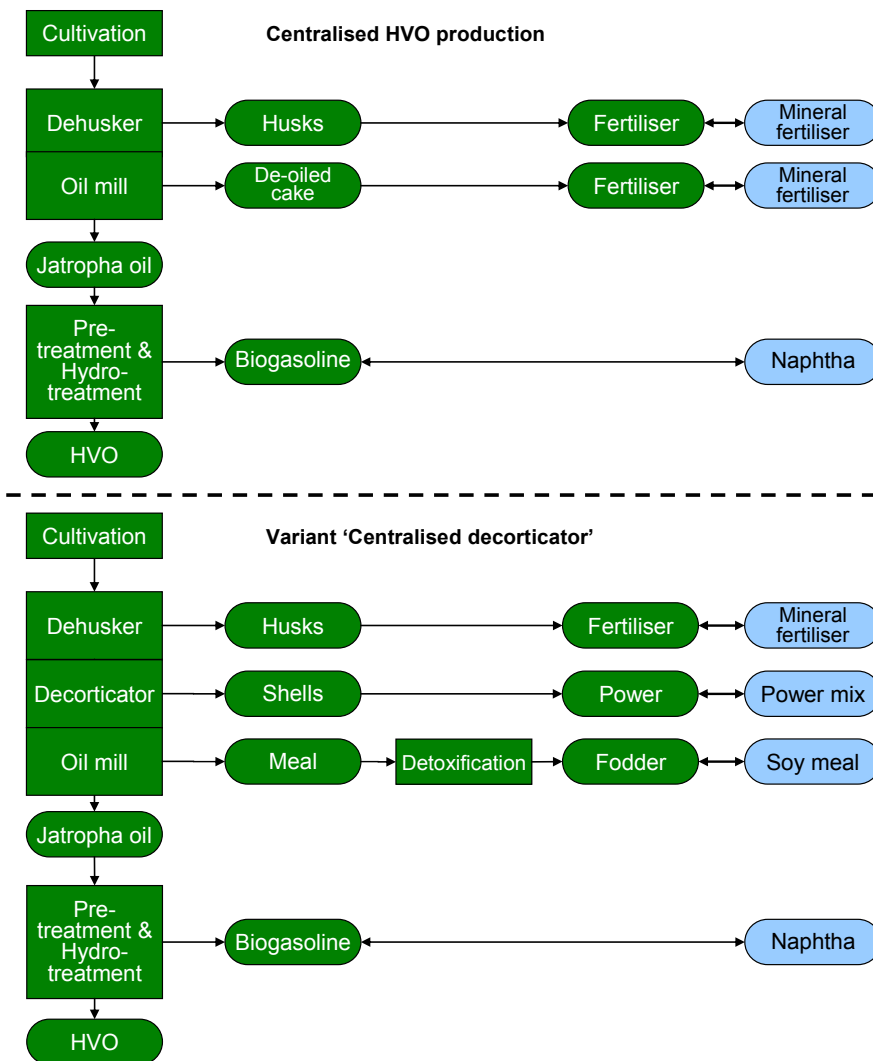 Cultivation
Centralised HVO production
Dehusker
Husks
Fertiliser
Mineral
fertiliser
Oil mill
De-oiled
cake
Fertiliser
Mineral
fertiliser
Jatropha oil
Pre-
treatment &
Hydro-
treatment
Biogasoline
Naphtha
HVO
Cultivation
Variant ‘Centralised decorticator’
Dehusker
Husks
Fertiliser
Mineral
fertiliser
Decorticator
Shells
Power
Power mix
Oil mill
Meal
Detoxification
Fodder
Soy meal
Jatropha oil
Pre-
treatment &
Hydro-
treatment
Biogasoline
Naphtha
HVO